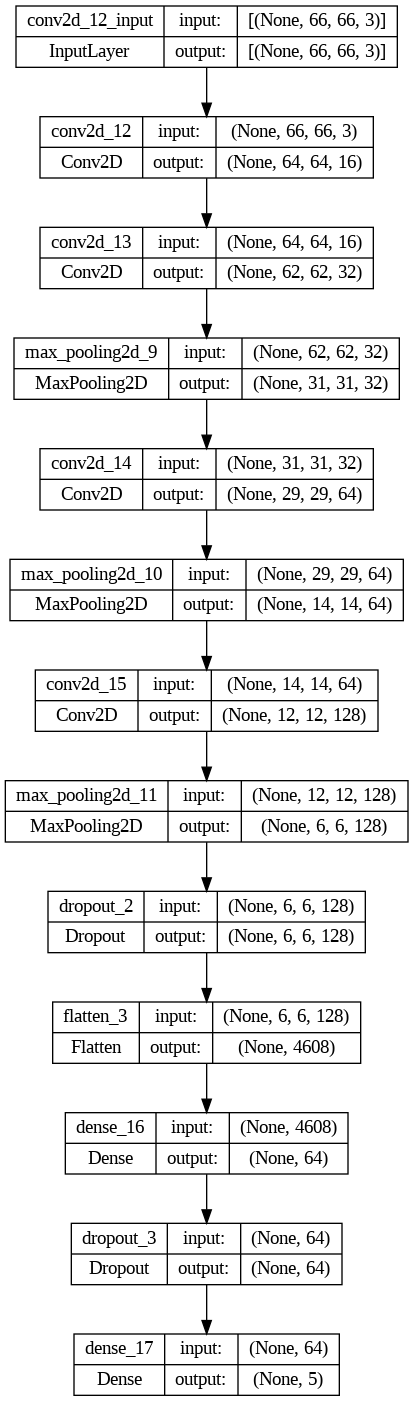 conv2d_12_input input: [(None, 66, 66, 3)]
InputLayer output: [(None, 66, 66, 3)]
conv2d_12 input: (None, 66, 66, 3)
Conv2D output: (None, 64, 64, 16)
conv2d_13 input: (None, 64, 64, 16)
Conv2D output: (None, 62, 62, 32)
max_pooling2d_9 input: (None, 62, 62, 32)
MaxPooling2D output: (None, 31, 31, 32)
conv2d_14 input: (None, 31, 31, 32)
Conv2D output: (None, 29, 29, 64)
max_pooling2d_10 input: (None, 29, 29, 64)
MaxPooling2D output: (None, 14, 14, 64)
conv2d_15 input: (None, 14, 14, 64)
Conv2D output: (None, 12, 12, 128)
max_pooling2d_11 input: (None, 12, 12, 128)
MaxPooling2D output: (None, 6, 6, 128)
dropout_2 input: (None, 6, 6, 128)
Dropout output: (None, 6, 6, 128)
flatten_3 input: (None, 6, 6, 128)
Flatten output: (None, 4608)
dense_16 input: (None, 4608)
Dense output: (None, 64)
dropout_3 input: (None, 64)
Dropout output: (None, 64)
dense_17 input: (None, 64)
Dense output: (None, 5)